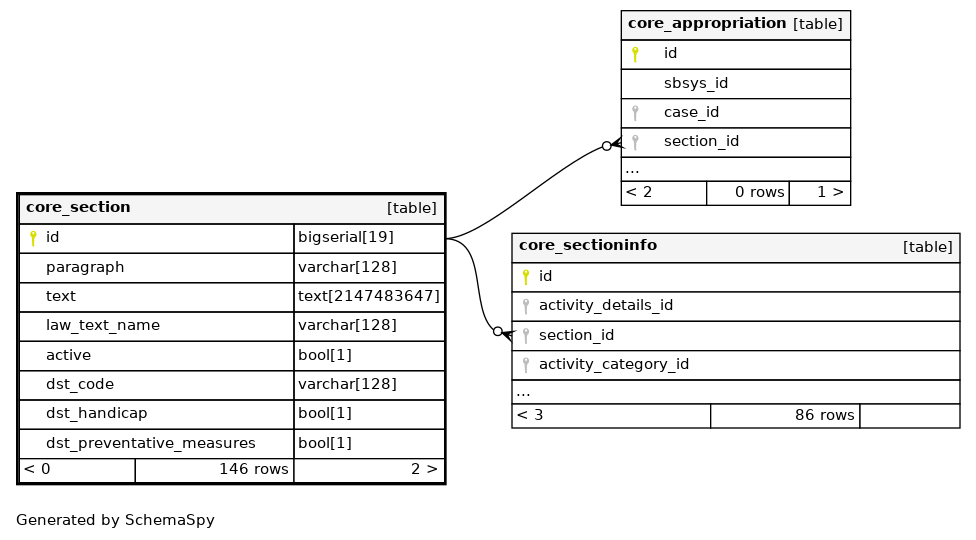 core_appropriation [table]
id
sbsys_id
case_id
section_id
...
< 2 0 rows 1 >
core_section [table]
id bigserial[19]
paragraph varchar[128]
text text[2147483647]
law_text_name varchar[128]
active bool[1]
dst_code varchar[128]
dst_handicap bool[1]
dst_preventative_measures bool[1]
< 0 146 rows 2 >
core_sectioninfo [table]
id
activity_details_id
section_id
activity_category_id
...
< 3 86 rows
Generated by SchemaSpy